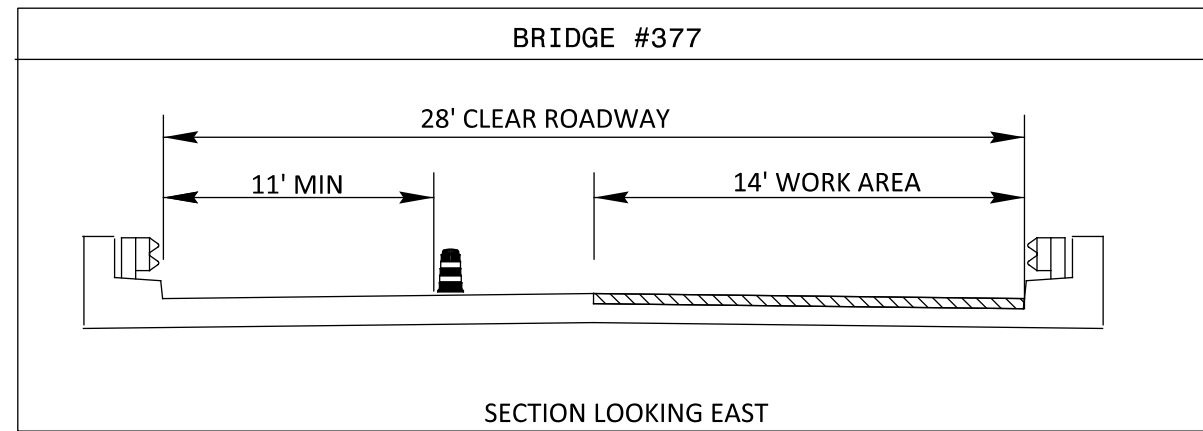 BRIDGE #377
28' CLEAR ROADWAY
11' MIN
14' WORK AREA
SECTION LOOKING EAST